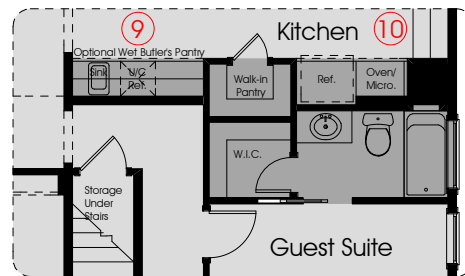 9
Kitchen
10
Optional Wet Butler's Pantry
Sink
U/C
Ref.
Walk-in
Pantry
Ref.
Oven/
Micro.
W.I.C.
Storage
Under
Stairs
Guest Suite